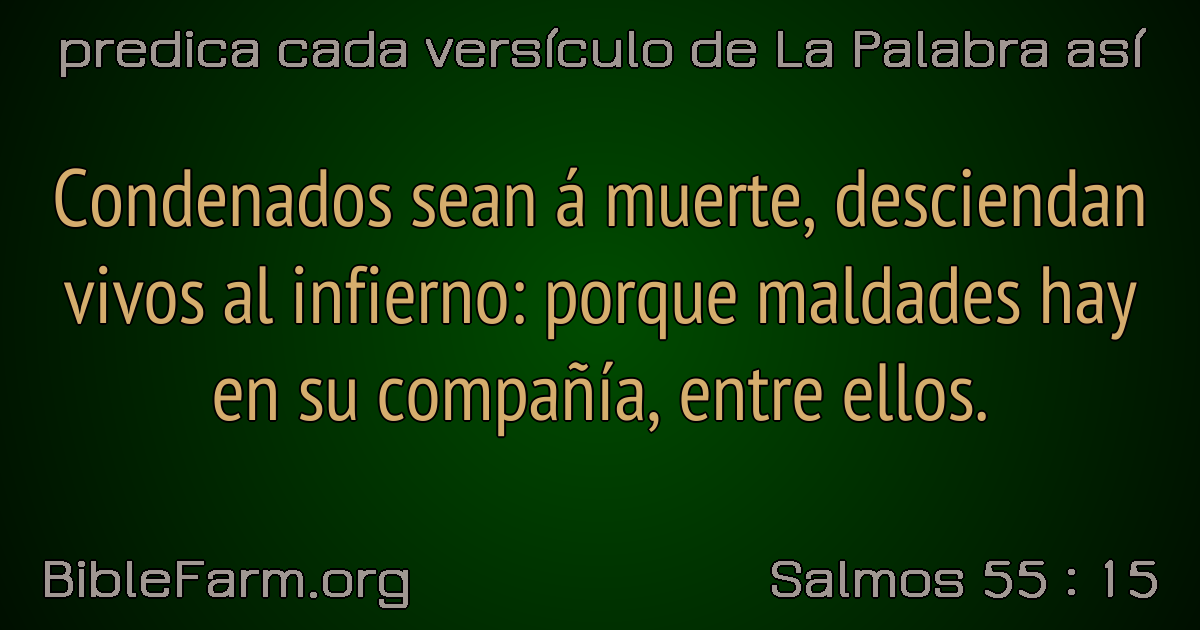 predica cada versículo de La Palabra así
Condenados sean á muerte, desciendan
vivos al infierno: porque maldades hay
en su compañía, entre ellos.
BibleFarm.org
Salmos 55 : 15